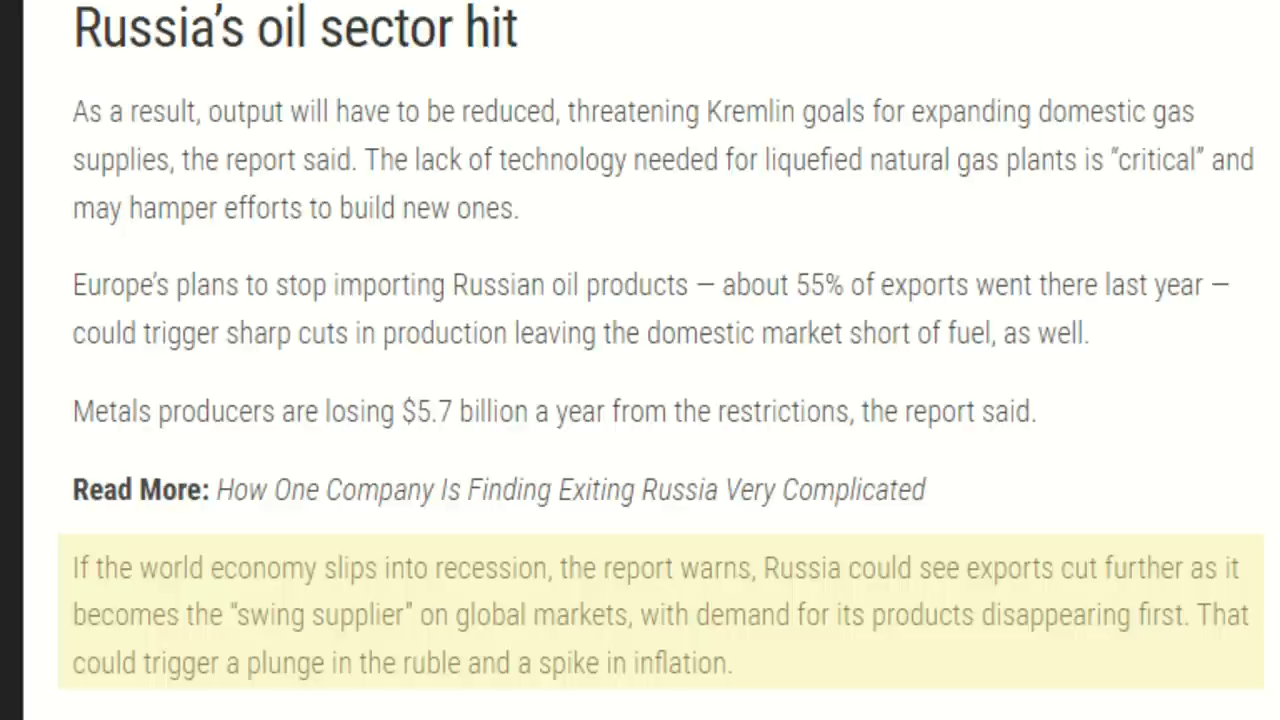 Russia’s oil sector hit
As a result, output will have to be reduced, threatening Kremlin goals for expanding domestic gas
supplies, the report said. The lack of technology needed for liquefied natural gas plants is “critical” and
may hamper efforts to build new ones.
Europe’s plans to stop importing Russian oil products — about 55% of exports went there last year —
could trigger sharp cuts in production leaving the domestic market short of fuel, as well.
Metals producers are losing $5.7 billion a year from the restrictions, the report said.
Read More: How One Company Is Finding Exiting Russia Very Complicated
If the world economy slips into recession, the report warns, Russia could see exports cut further as it
becomes the “swing supplier” on global markets, with demand for its products disappearing first. That
could trigger a plunge in the ruble and a spike in inflation.